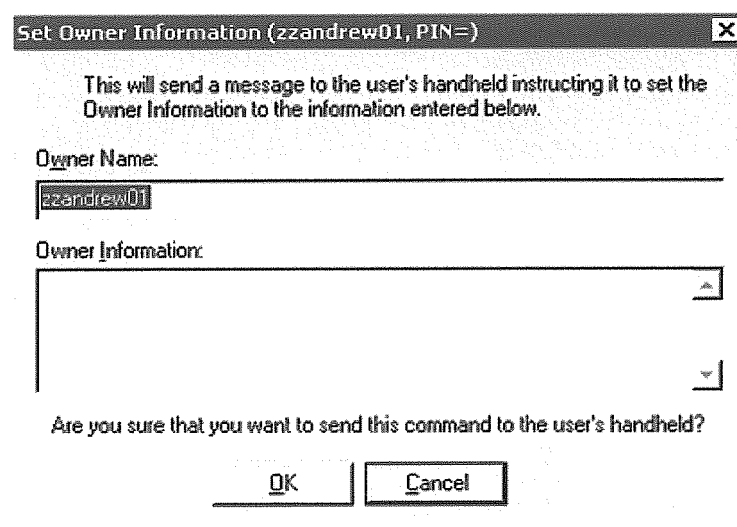 Set Owner Information (zzandrew01, PIN=)
This will send a message to the user's handheld instructing it to set the
Owner Information to the information entered below.
Owner Name:
zzandrew01
Owner Information:
Are you sure that you want to send this command to the user's handheld?
OK
Cancel